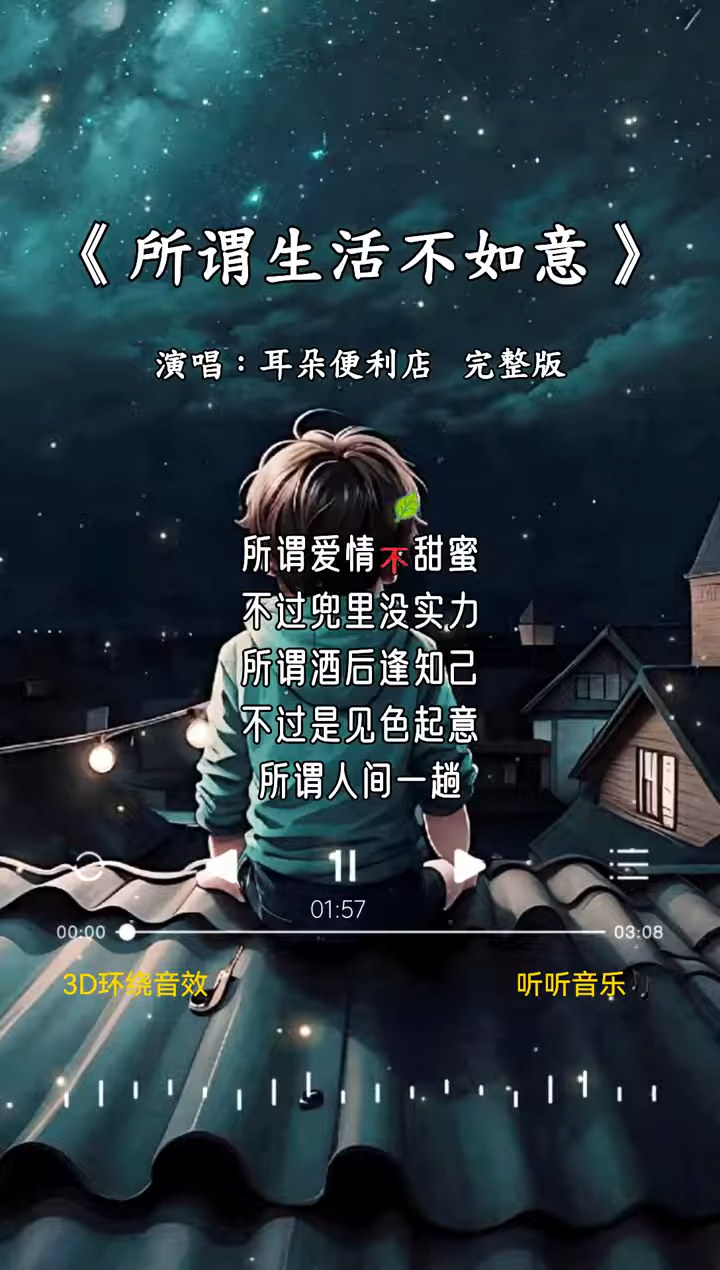 《所谓生活不如意》
演唱：耳朵便利店 完整版
所谓爱情不甜蜜
不过兜里没实力
所谓酒后逢知己
不过是见色起意
所谓人间一趟
01:57
00:00 03:08
3D环绕音效 听听音乐